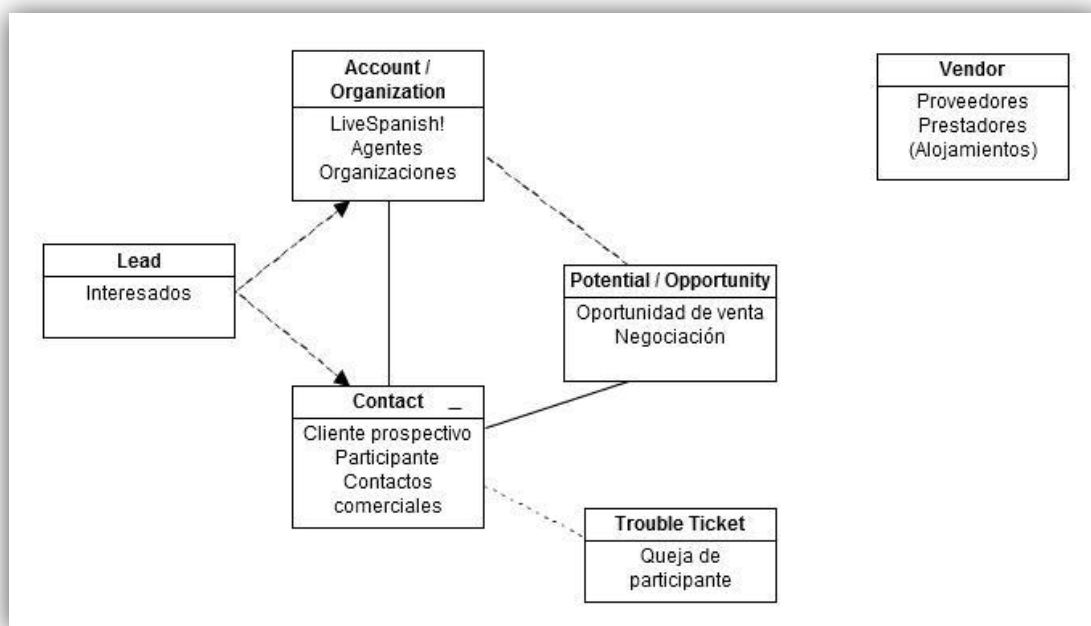 Account /
Organization
LiveSpanish!
Agentes
Organizaciones
Vendor
Proveedores
Prestadores
(Alojamientos)
Lead
Interesados
Potential / Opportunity
Oportunidad de venta
Negociación
Contact _
Cliente prospectivo
Participante
Contactos
comerciales
Trouble Ticket
Queja de
participante